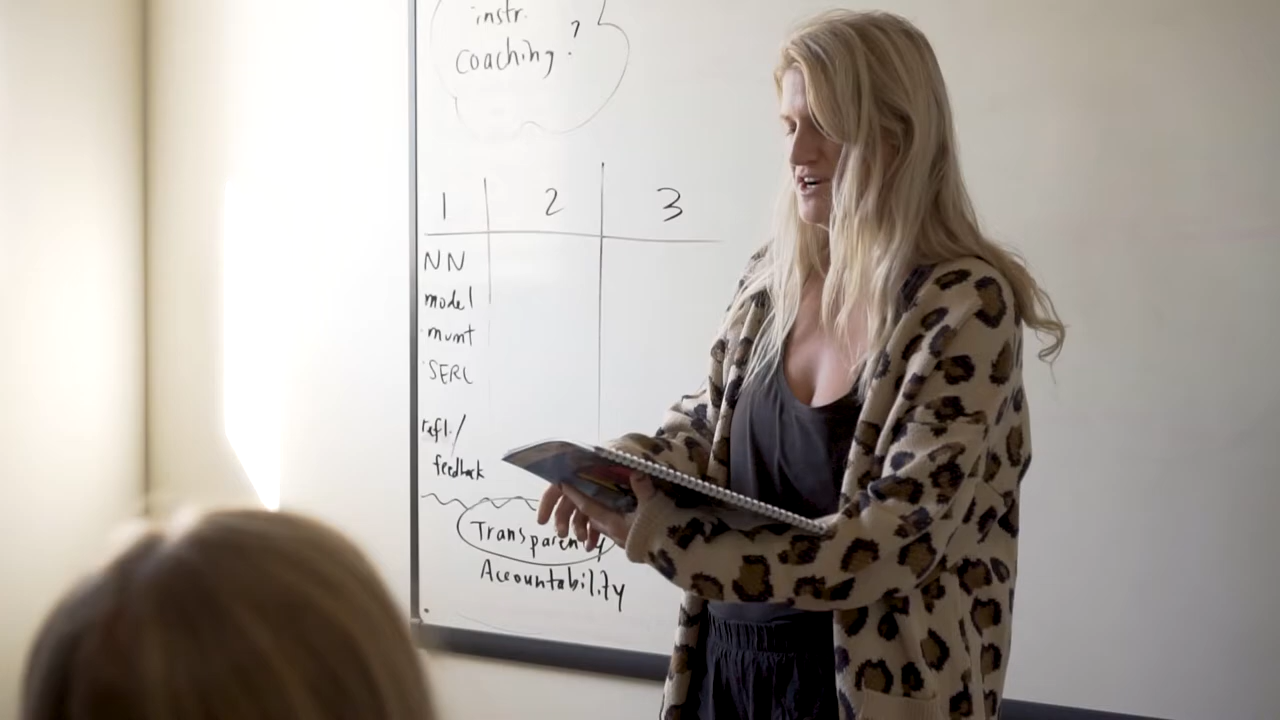 instr.
coaching?
1 2 3
NN
model
mvmt
SERL
refl./
feedback
Transparency
Accountability